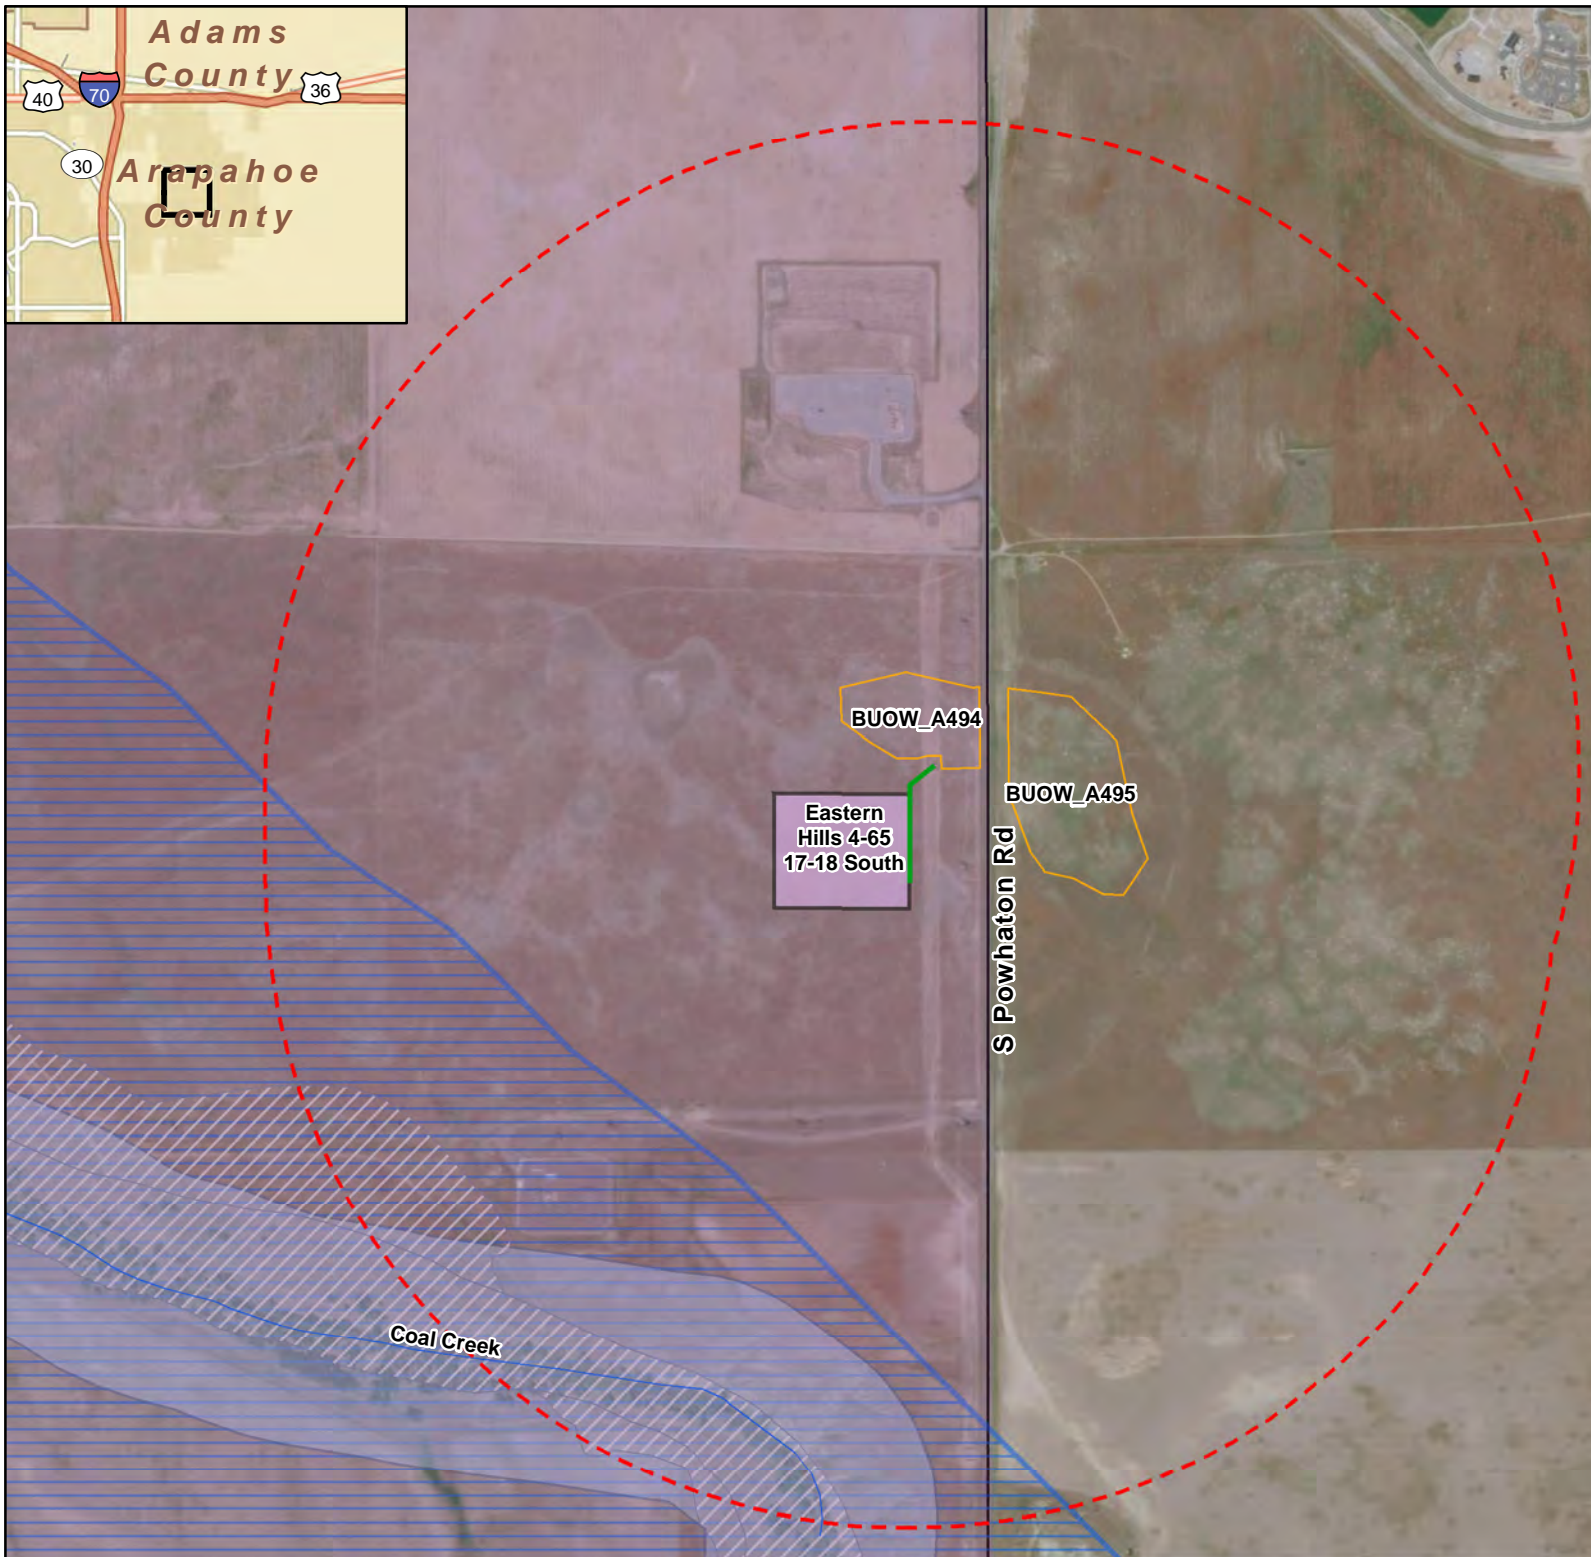 Adams
County
40
70
36
30
Arapahoe
County
BUOW_A494
BUOW_A495
Eastern
Hills 4-65
17-18 South
S Powhaton Rd
Coal Creek